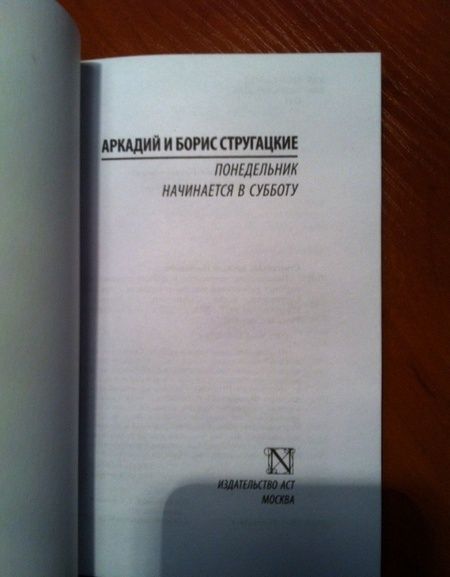 АРКАДИЙ И БОРИС СТРУГАЦКИЕ
ПОНЕДЕЛЬНИК
НАЧИНАЕТСЯ В СУББОТУ
N
ИЗДАТЕЛЬСТВО АСТ
МОСКВА